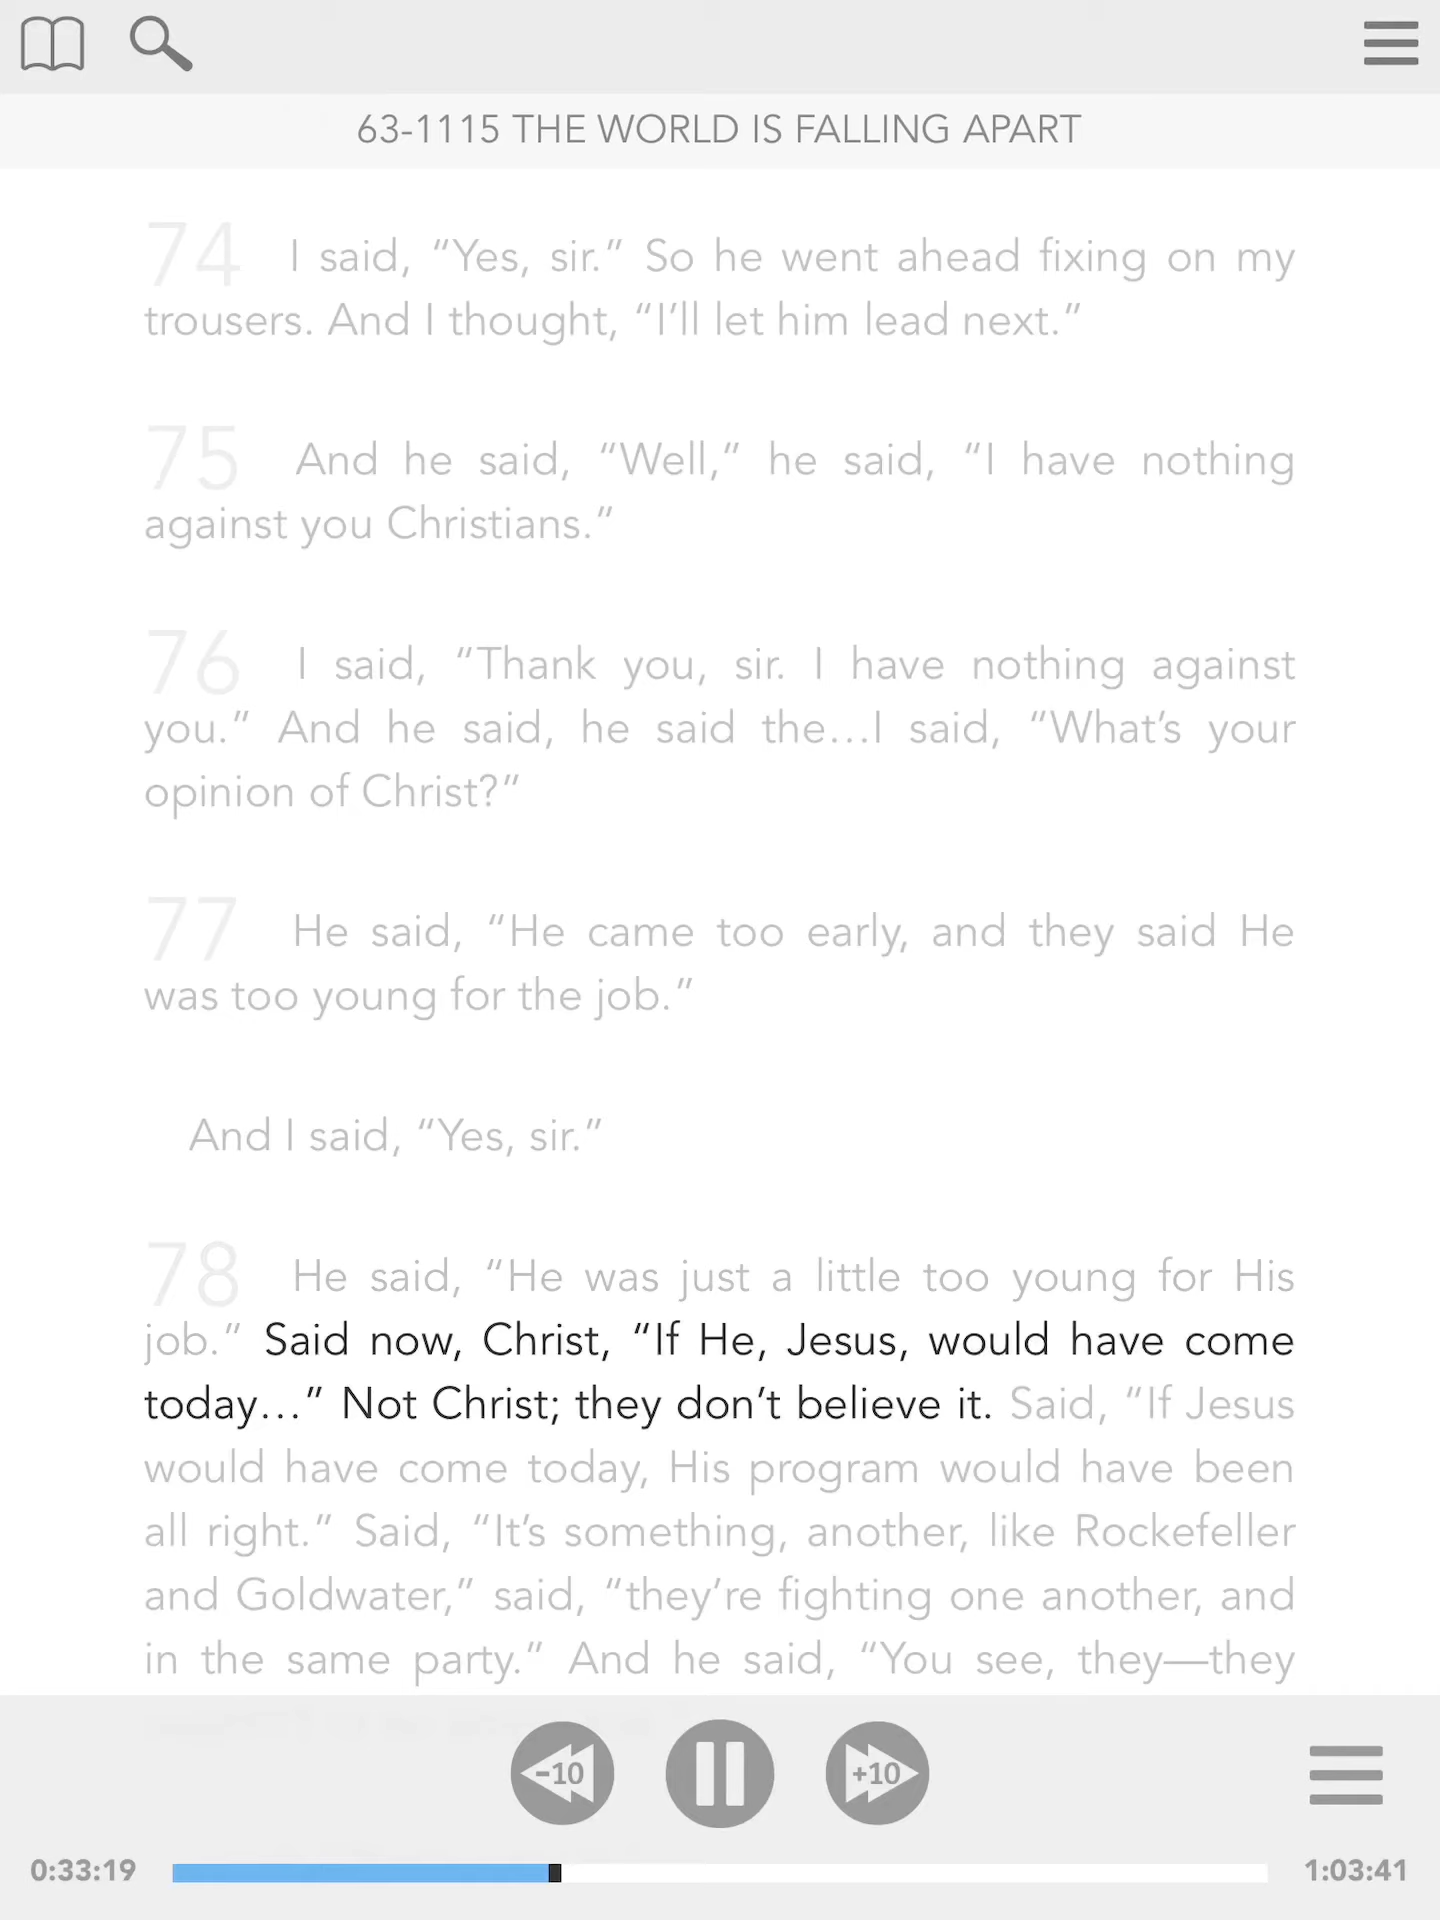 63-1115 THE WORLD IS FALLING APART
74 I said, “Yes, sir.” So he went ahead fixing on my
trousers. And I thought, “I’ll let him lead next.”
75 And he said, “Well,” he said, “I have nothing
against you Christians.”
76 I said, “Thank you, sir. I have nothing against
you.” And he said, he said the…I said, “What’s your
opinion of Christ?”
77 He said, “He came too early, and they said He
was too young for the job.”
And I said, “Yes, sir.”
78 He said, “He was just a little too young for His
job.” Said now, Christ, “If He, Jesus, would have come
today…” Not Christ; they don’t believe it. Said, “If Jesus
would have come today, His program would have been
all right.” Said, “It’s something, another, like Rockefeller
and Goldwater,” said, “they’re fighting one another, and
in the same party.” And he said, “You see, they—they
-10 +10
0:33:19 1:03:41